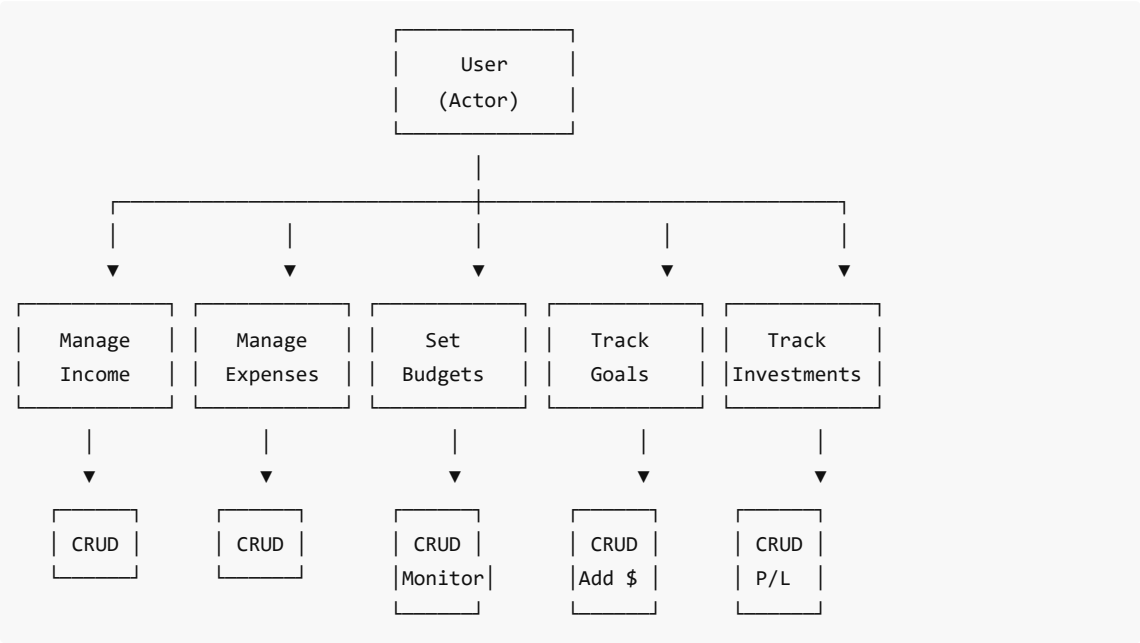 User
(Actor)
Manage Manage Set Track Track
Income Expenses Budgets Goals Investments
CRUD CRUD CRUD CRUD CRUD
Monitor Add $ P/L